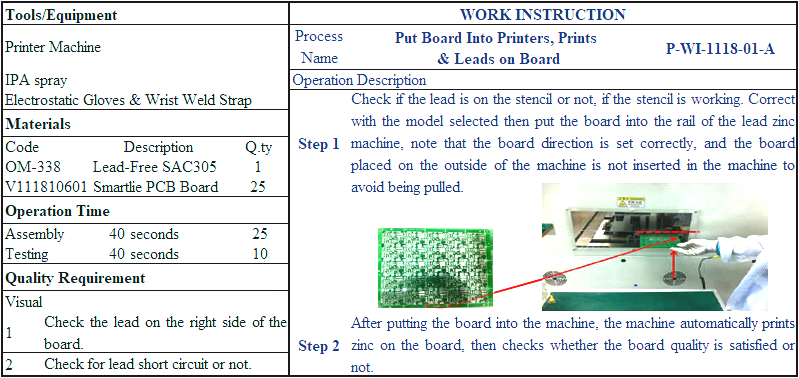 Tools/Equipment
Printer Machine
IPA spray
Electrostatic Gloves & Wrist Weld Strap
Materials
Code Description Q.ty
OM-338 Lead-Free SAC305 1
V111810601 Smartlie PCB Board 25
Operation Time
Assembly 40 seconds 25
Testing 40 seconds 10
Quality Requirement
Visual
1 Check the lead on the right side of the
board.
2 Check for lead short circuit or not.
WORK INSTRUCTION
Process
Name
Put Board Into Printers, Prints
& Leads on Board
P-WI-1118-01-A
Operation Description
Step 1
Check if the lead is on the stencil or not, if the stencil is working. Correct
with the model selected then put the board into the rail of the lead zinc
machine, note that the board direction is set correctly, and the board
placed on the outside of the machine is not inserted in the machine to
avoid being pulled.
Step 2
After putting the board into the machine, the machine automatically prints
zinc on the board, then checks whether the board quality is satisfied or
not.